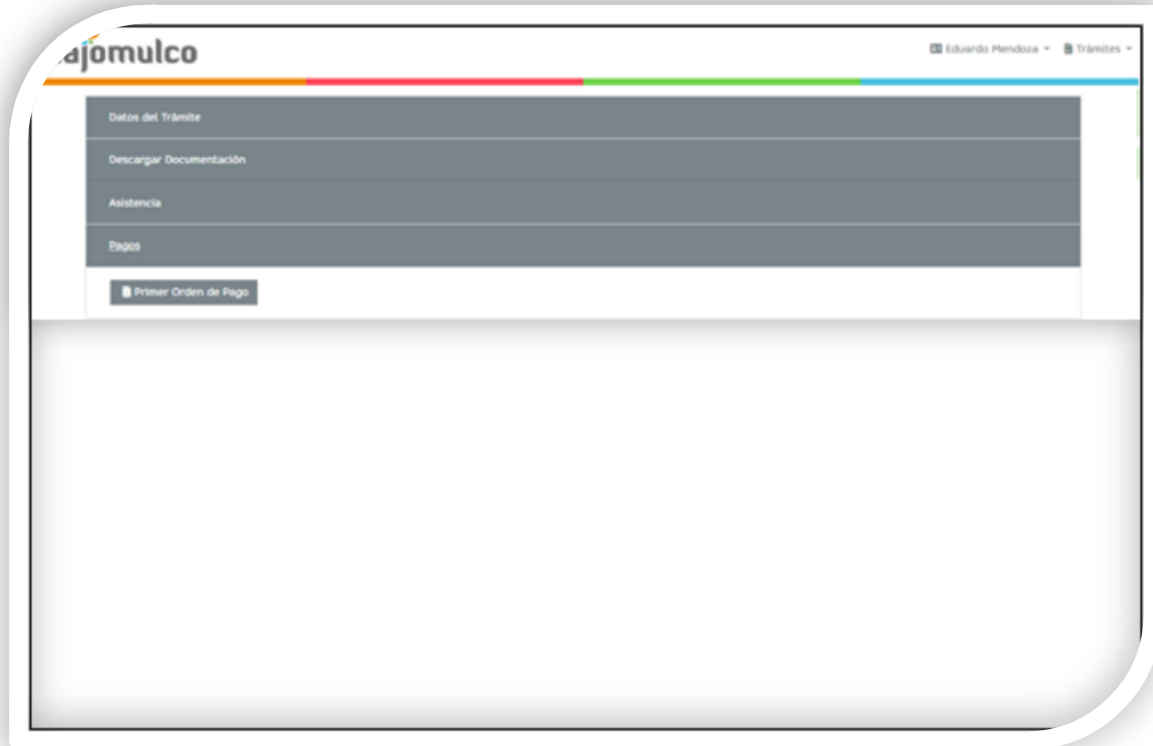 ajomulco
Eduardo Mendoza Trámites
Datos del Trámite
Descargar Documentación
Asistencia
Pagos
Primer Orden de Pago